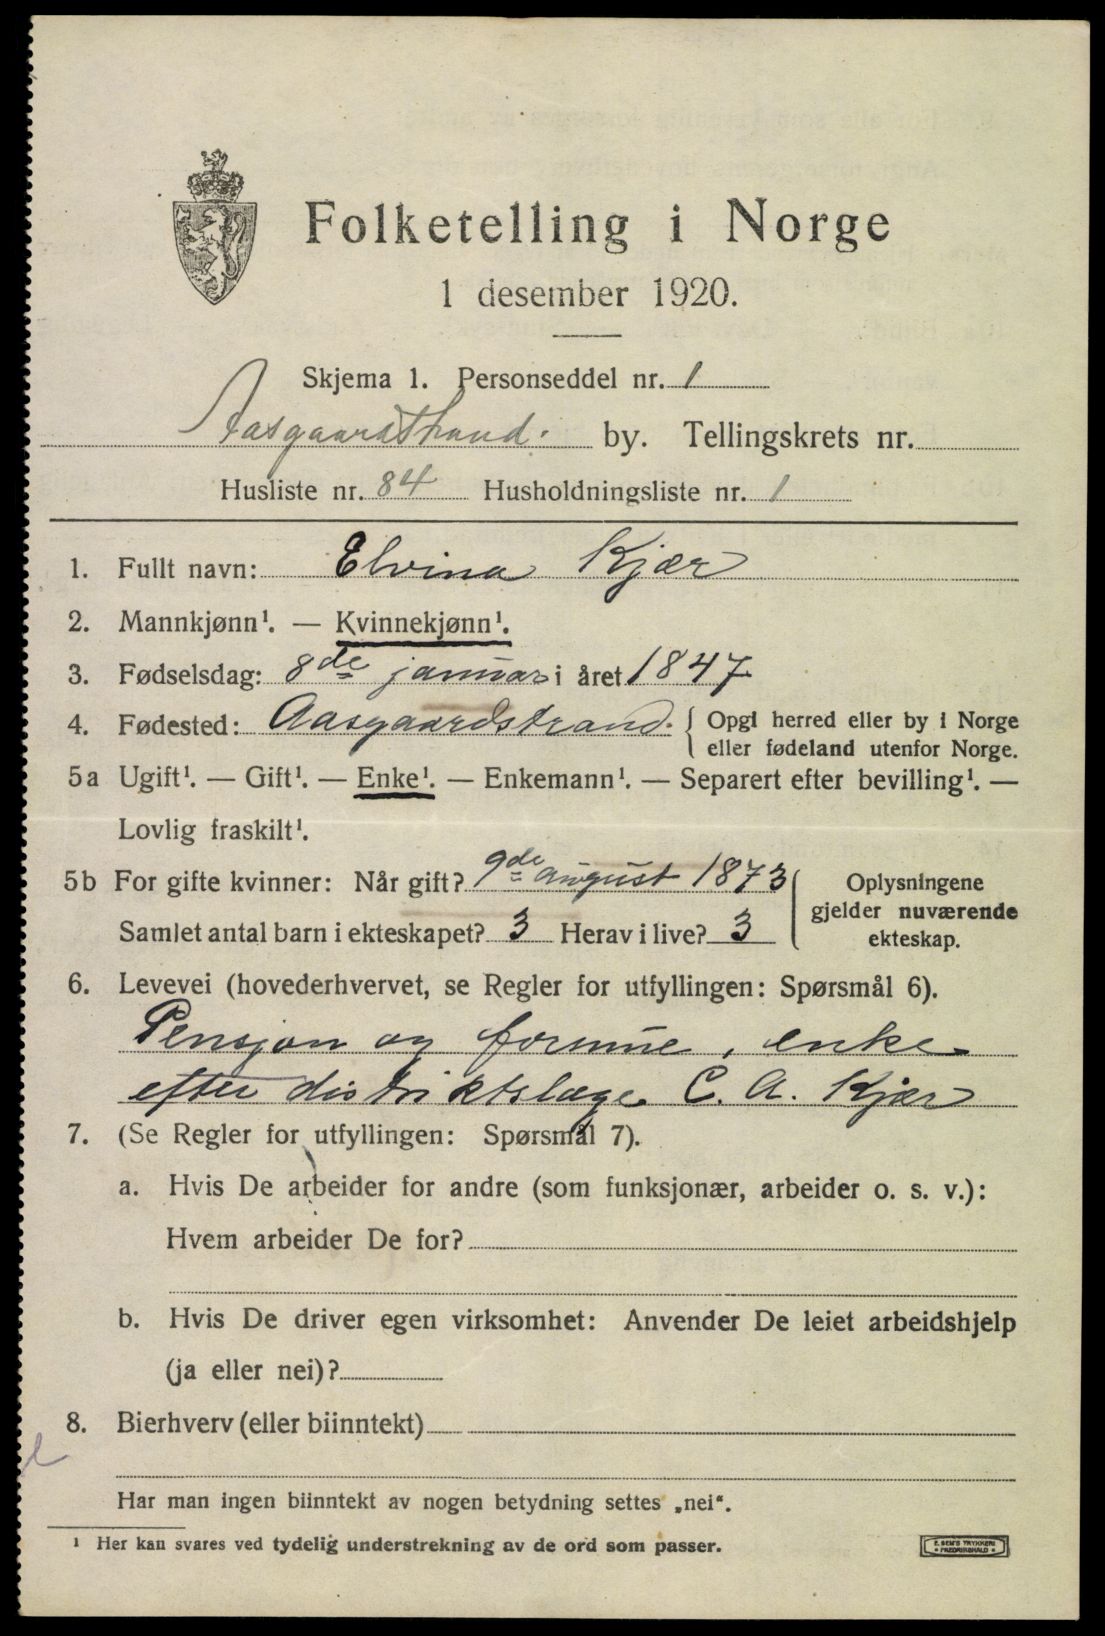 Folketelling i Norge
1 desember 1920.
Skjema 1. Personseddel nr. 1
Aasgaardstrand. by. Tellingskrets nr.
Husliste nr. 84 Husholdningsliste nr. 1
1. Fullt navn: Elvina Kjær
2. Mannkjønn¹. — Kvinnekjønn¹.
3. Fødselsdag: 8de januar i året 1847
4. Fødested: Aasgaardstrand. { Opgi herred eller by i Norge
eller fødeland utenfor Norge.
5a Ugift¹. — Gift¹. — Enke¹. — Enkemann¹. — Separert efter bevilling¹. —
Lovlig fraskilt¹.
5b For gifte kvinner: Når gift? 9de august 1873 { Oplysningene
gjelder nuværende
Samlet antal barn i ekteskapet? 3 Herav i live? 3
ekteskap.
6. Levevei (hovederhvervet, se Regler for utfyllingen: Spørsmål 6).
Pensjon og formue, enke
efter distriktslæge C. A. Kjær
7. (Se Regler for utfyllingen: Spørsmål 7).
a. Hvis De arbeider for andre (som funksjonær, arbeider o. s. v.):
Hvem arbeider De for?
b. Hvis De driver egen virksomhet: Anvender De leiet arbeidshjelp
(ja eller nei)?
8. Bierhverv (eller biinntekt)
Har man ingen biinntekt av nogen betydning settes „nei“.
¹ Her kan svares ved tydelig understrekning av de ord som passer.
E. SEM'S TRYKKERI
FREDRIKSHALD